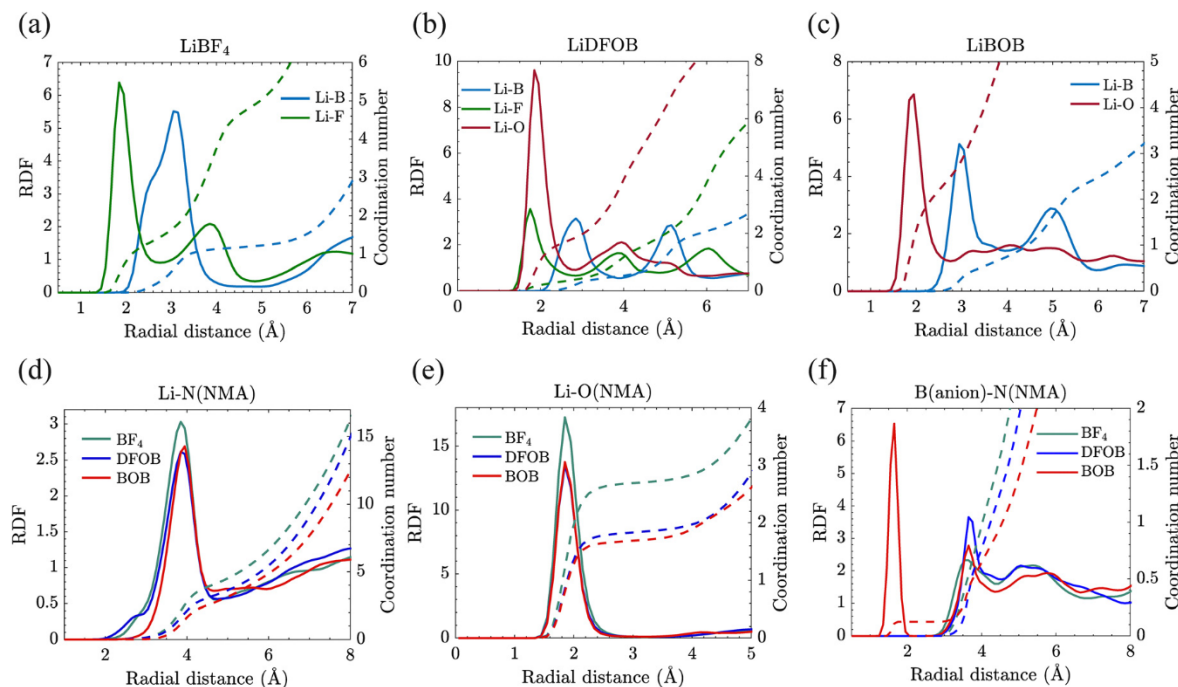 (a)
LiBF₄
7
6
5
4
3
2
1
0
RDF
Li-B
Li-F
6
5
4
3
2
1
0
Coordination number
1 2 3 4 5 6 7
Radial distance (Å)
(b)
LiDFOB
10
8
6
4
2
0
RDF
Li-B
Li-F
Li-O
8
6
4
2
0
Coordination number
0 2 4 6
Radial distance (Å)
(c)
LiBOB
8
6
4
2
0
RDF
Li-B
Li-O
5
4
3
2
1
0
Coordination number
1 2 3 4 5 6 7
Radial distance (Å)
(d)
Li-N(NMA)
3
2.5
2
1.5
1
0.5
0
RDF
BF₄
DFOB
BOB
15
10
5
0
Coordination number
2 3 4 5 6 7 8
Radial distance (Å)
(e)
Li-O(NMA)
15
10
5
0
RDF
BF₄
DFOB
BOB
4
3
2
1
0
Coordination number
0 1 2 3 4 5
Radial distance (Å)
(f)
B(anion)-N(NMA)
7
6
5
4
3
2
1
0
RDF
BF₄
DFOB
BOB
2
1.5
1
0.5
0
Coordination number
2 4 6 8
Radial distance (Å)